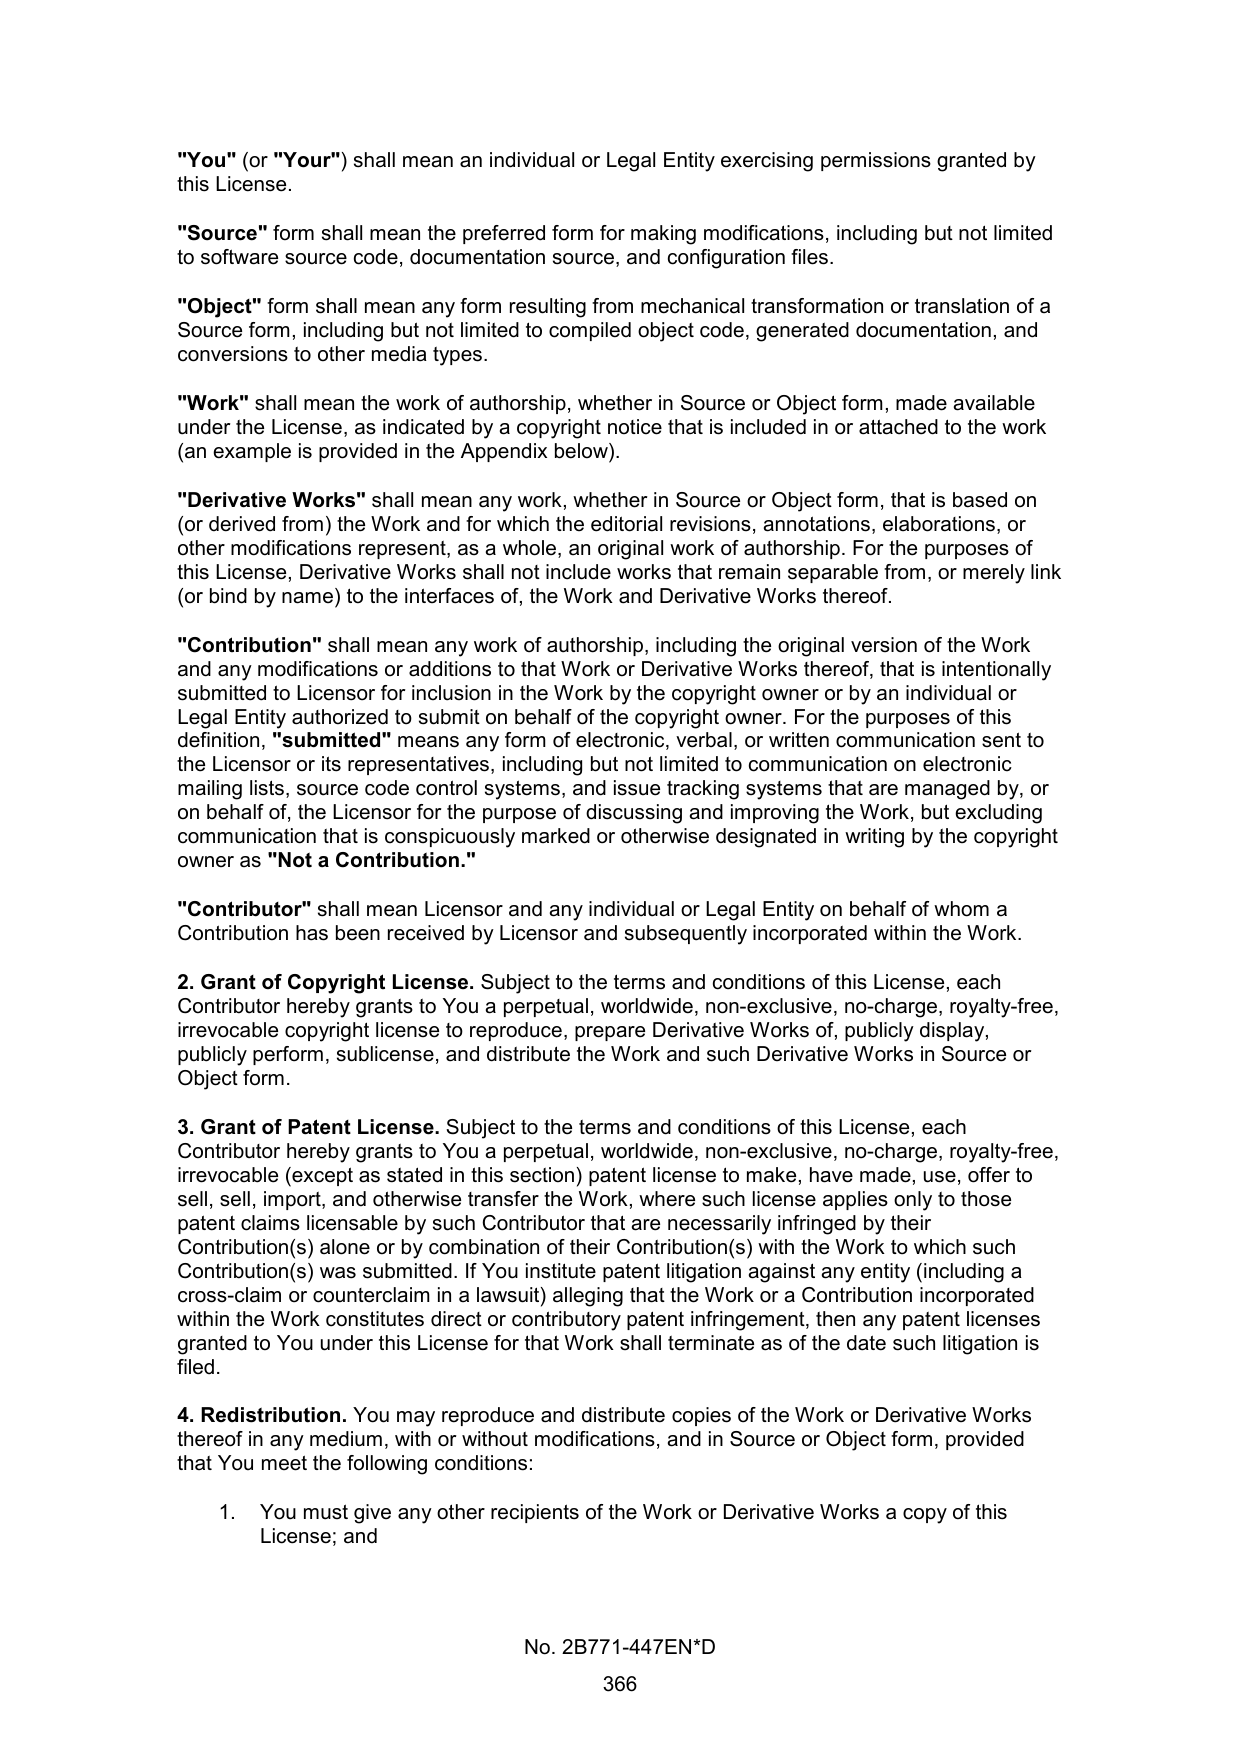 "You" (or "Your") shall mean an individual or Legal Entity exercising permissions granted by
this License.
"Source" form shall mean the preferred form for making modifications, including but not limited
to software source code, documentation source, and configuration files.
"Object" form shall mean any form resulting from mechanical transformation or translation of a
Source form, including but not limited to compiled object code, generated documentation, and
conversions to other media types.
"Work" shall mean the work of authorship, whether in Source or Object form, made available
under the License, as indicated by a copyright notice that is included in or attached to the work
(an example is provided in the Appendix below).
"Derivative Works" shall mean any work, whether in Source or Object form, that is based on
(or derived from) the Work and for which the editorial revisions, annotations, elaborations, or
other modifications represent, as a whole, an original work of authorship. For the purposes of
this License, Derivative Works shall not include works that remain separable from, or merely link
(or bind by name) to the interfaces of, the Work and Derivative Works thereof.
"Contribution" shall mean any work of authorship, including the original version of the Work
and any modifications or additions to that Work or Derivative Works thereof, that is intentionally
submitted to Licensor for inclusion in the Work by the copyright owner or by an individual or
Legal Entity authorized to submit on behalf of the copyright owner. For the purposes of this
definition, "submitted" means any form of electronic, verbal, or written communication sent to
the Licensor or its representatives, including but not limited to communication on electronic
mailing lists, source code control systems, and issue tracking systems that are managed by, or
on behalf of, the Licensor for the purpose of discussing and improving the Work, but excluding
communication that is conspicuously marked or otherwise designated in writing by the copyright
owner as "Not a Contribution."
"Contributor" shall mean Licensor and any individual or Legal Entity on behalf of whom a
Contribution has been received by Licensor and subsequently incorporated within the Work.
2. Grant of Copyright License. Subject to the terms and conditions of this License, each
Contributor hereby grants to You a perpetual, worldwide, non-exclusive, no-charge, royalty-free,
irrevocable copyright license to reproduce, prepare Derivative Works of, publicly display,
publicly perform, sublicense, and distribute the Work and such Derivative Works in Source or
Object form.
3. Grant of Patent License. Subject to the terms and conditions of this License, each
Contributor hereby grants to You a perpetual, worldwide, non-exclusive, no-charge, royalty-free,
irrevocable (except as stated in this section) patent license to make, have made, use, offer to
sell, sell, import, and otherwise transfer the Work, where such license applies only to those
patent claims licensable by such Contributor that are necessarily infringed by their
Contribution(s) alone or by combination of their Contribution(s) with the Work to which such
Contribution(s) was submitted. If You institute patent litigation against any entity (including a
cross-claim or counterclaim in a lawsuit) alleging that the Work or a Contribution incorporated
within the Work constitutes direct or contributory patent infringement, then any patent licenses
granted to You under this License for that Work shall terminate as of the date such litigation is
filed.
4. Redistribution. You may reproduce and distribute copies of the Work or Derivative Works
thereof in any medium, with or without modifications, and in Source or Object form, provided
that You meet the following conditions:
1. You must give any other recipients of the Work or Derivative Works a copy of this
License; and
No. 2B771-447EN*D
366